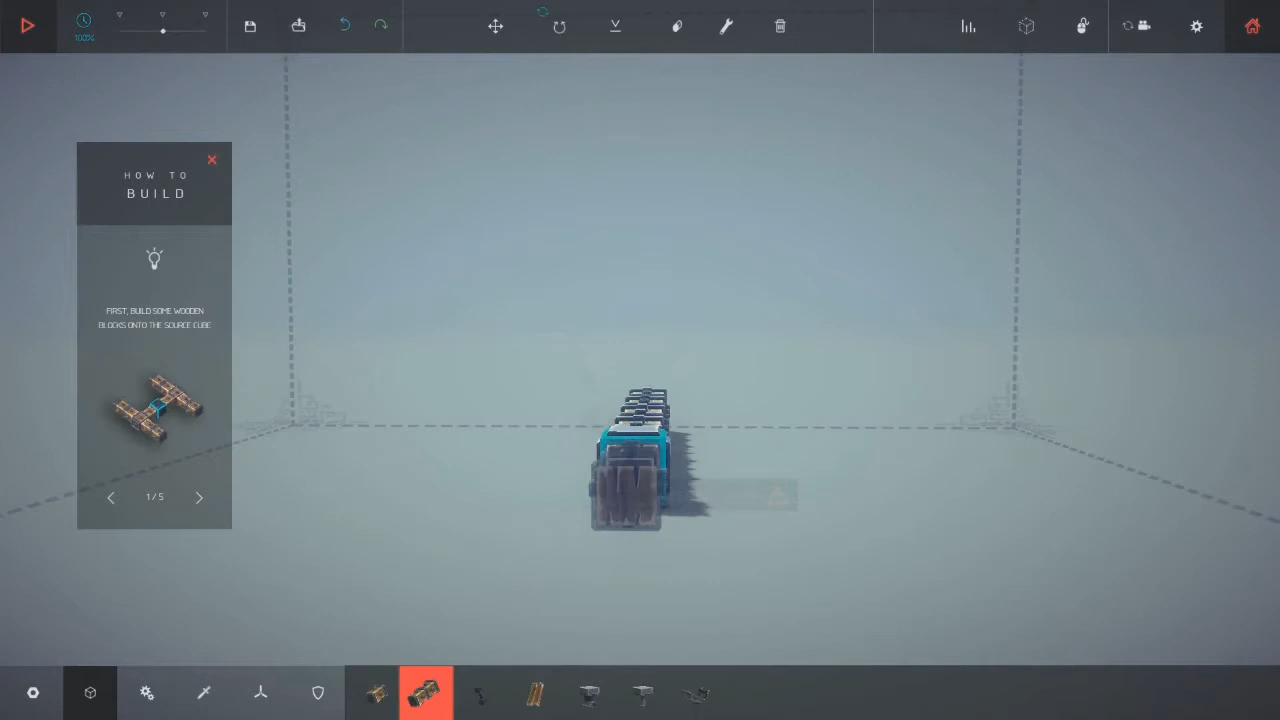 100%
HOW TO
BUILD
FIRST, BUILD SOME WOODEN
BLOCKS ONTO THE SOURCE CUBE
1/5